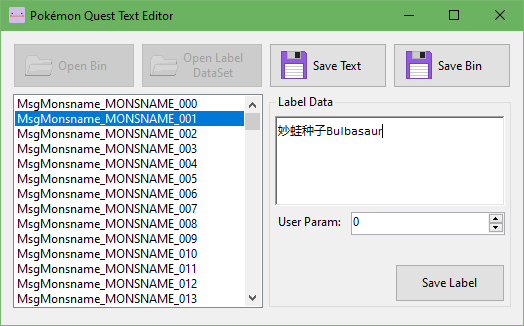 Pokémon Quest Text Editor
Open Bin
Open Label
DataSet
Save Text
Save Bin
MsgMonsname_MONSNAME_000
MsgMonsname_MONSNAME_001
MsgMonsname_MONSNAME_002
MsgMonsname_MONSNAME_003
MsgMonsname_MONSNAME_004
MsgMonsname_MONSNAME_005
MsgMonsname_MONSNAME_006
MsgMonsname_MONSNAME_007
MsgMonsname_MONSNAME_008
MsgMonsname_MONSNAME_009
MsgMonsname_MONSNAME_010
MsgMonsname_MONSNAME_011
MsgMonsname_MONSNAME_012
MsgMonsname_MONSNAME_013
Label Data
妙蛙种子Bulbasaur
User Param: 0
Save Label